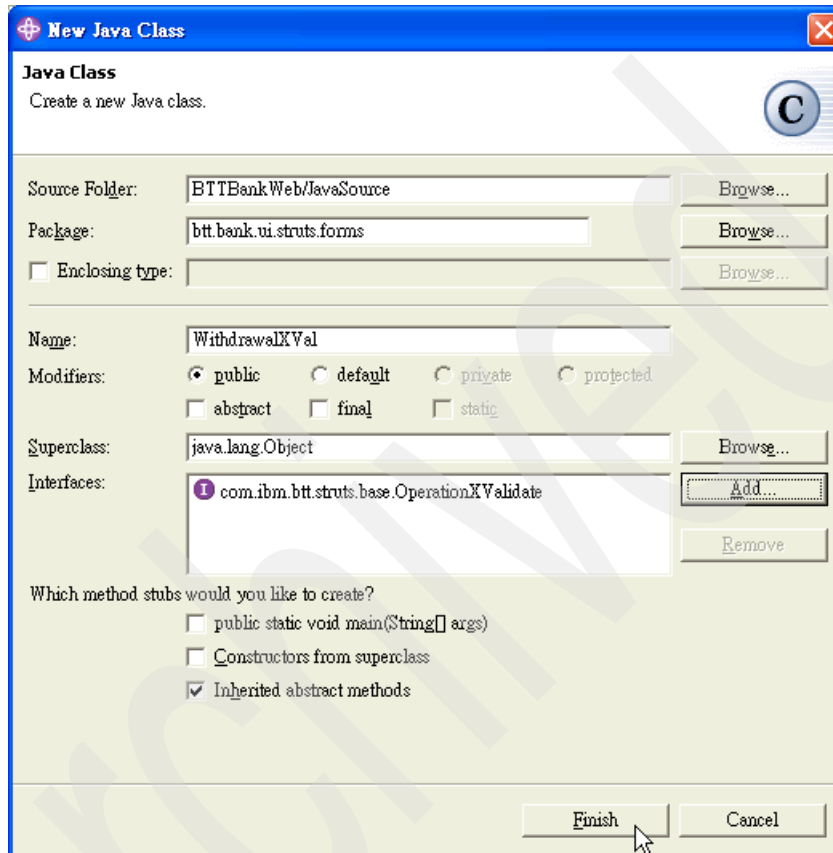 New Java Class
Java Class
Create a new Java class.
C
Source Folder: BTTBankWeb/JavaSource Browse...
Package: btt.bank.ui.struts.forms Browse...
Enclosing type: Browse...
Name: WithdrawalXVal
Modifiers: public default private protected
abstract final static
Superclass: java.lang.Object Browse...
Interfaces: I com.ibm.btt.struts.base.OperationXValidate Add...
Remove
Which method stubs would you like to create?
public static void main(String[] args)
Constructors from superclass
Inherited abstract methods
Finish Cancel
rchived